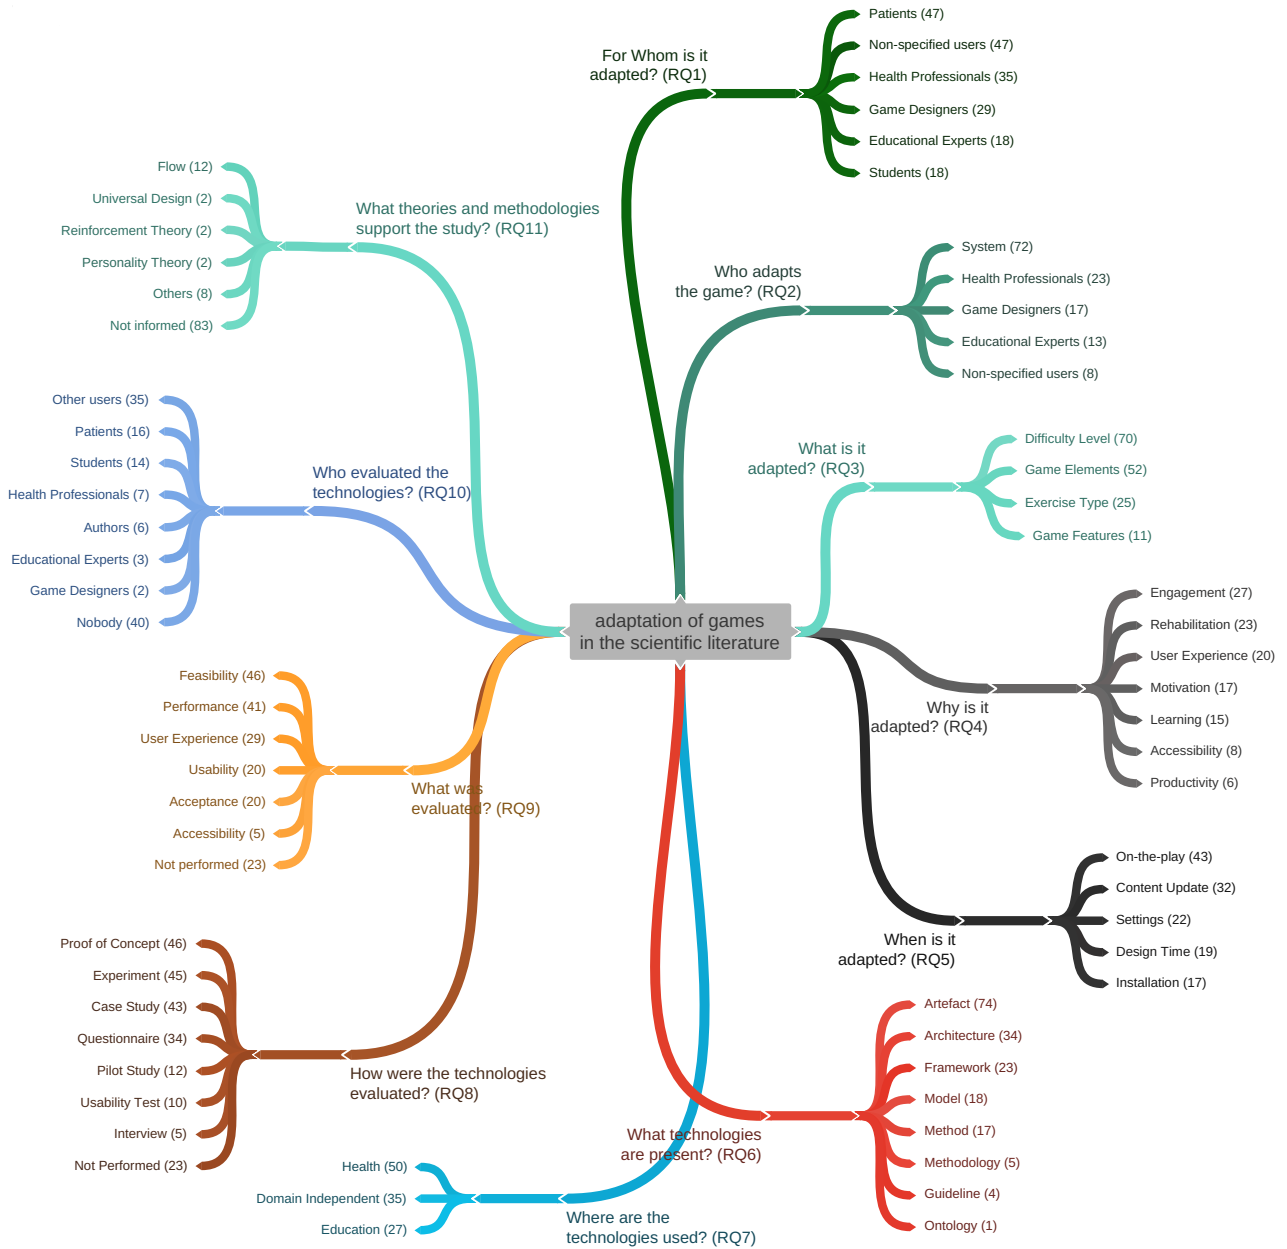 adaptation of games
in the scientific literature
For Whom is it
adapted? (RQ1)
Patients (47)
Non-specified users (47)
Health Professionals (35)
Game Designers (29)
Educational Experts (18)
Students (18)
Who adapts
the game? (RQ2)
System (72)
Health Professionals (23)
Game Designers (17)
Educational Experts (13)
Non-specified users (8)
What is it
adapted? (RQ3)
Difficulty Level (70)
Game Elements (52)
Exercise Type (25)
Game Features (11)
Why is it
adapted? (RQ4)
Engagement (27)
Rehabilitation (23)
User Experience (20)
Motivation (17)
Learning (15)
Accessibility (8)
Productivity (6)
When is it
adapted? (RQ5)
On-the-play (43)
Content Update (32)
Settings (22)
Design Time (19)
Installation (17)
What technologies
are present? (RQ6)
Artefact (74)
Architecture (34)
Framework (23)
Model (18)
Method (17)
Methodology (5)
Guideline (4)
Ontology (1)
Where are the
technologies used? (RQ7)
Health (50)
Domain Independent (35)
Education (27)
How were the technologies
evaluated? (RQ8)
Proof of Concept (46)
Experiment (45)
Case Study (43)
Questionnaire (34)
Pilot Study (12)
Usability Test (10)
Interview (5)
Not Performed (23)
What was
evaluated? (RQ9)
Feasibility (46)
Performance (41)
User Experience (29)
Usability (20)
Acceptance (20)
Accessibility (5)
Not performed (23)
Who evaluated the
technologies? (RQ10)
Other users (35)
Patients (16)
Students (14)
Health Professionals (7)
Authors (6)
Educational Experts (3)
Game Designers (2)
Nobody (40)
What theories and methodologies
support the study? (RQ11)
Flow (12)
Universal Design (2)
Reinforcement Theory (2)
Personality Theory (2)
Others (8)
Not informed (83)